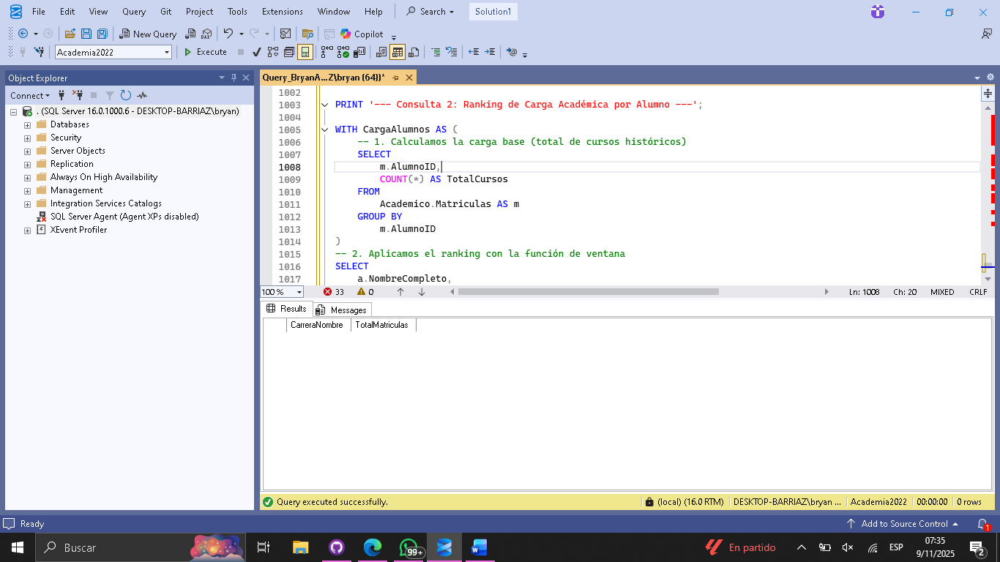 File Edit View Query Git Project Tools Extensions Window Help Search Solution1
New Query Copilot
Academia2022 Execute
Object Explorer
Connect
. (SQL Server 16.0.1000.6 - DESKTOP-BARRIAZ\bryan)
Databases
Security
Server Objects
Replication
Always On High Availability
Management
Integration Services Catalogs
SQL Server Agent (Agent XPs disabled)
XEvent Profiler
Query_BryanA...Z\bryan (64))*
1002
1003 PRINT '--- Consulta 2: Ranking de Carga Académica por Alumno ---';
1004
1005 WITH CargaAlumnos AS (
1006 -- 1. Calculamos la carga base (total de cursos históricos)
1007 SELECT
1008 m.AlumnoID,
1009 COUNT(*) AS TotalCursos
1010 FROM
1011 Academico.Matriculas AS m
1012 GROUP BY
1013 m.AlumnoID
1014 )
1015 -- 2. Aplicamos el ranking con la función de ventana
1016 SELECT
1017 a.NombreCompleto,
100 % 33 0 Ln: 1008 Ch: 20 MIXED CRLF
Results Messages
CarreraNombre TotalMatriculas
Query executed successfully. (local) (16.0 RTM) DESKTOP-BARRIAZ\bryan ... Academia2022 00:00:00 0 rows
Ready Add to Source Control 1
Buscar 99+ En partido ESP 07:35
9/11/2025 2